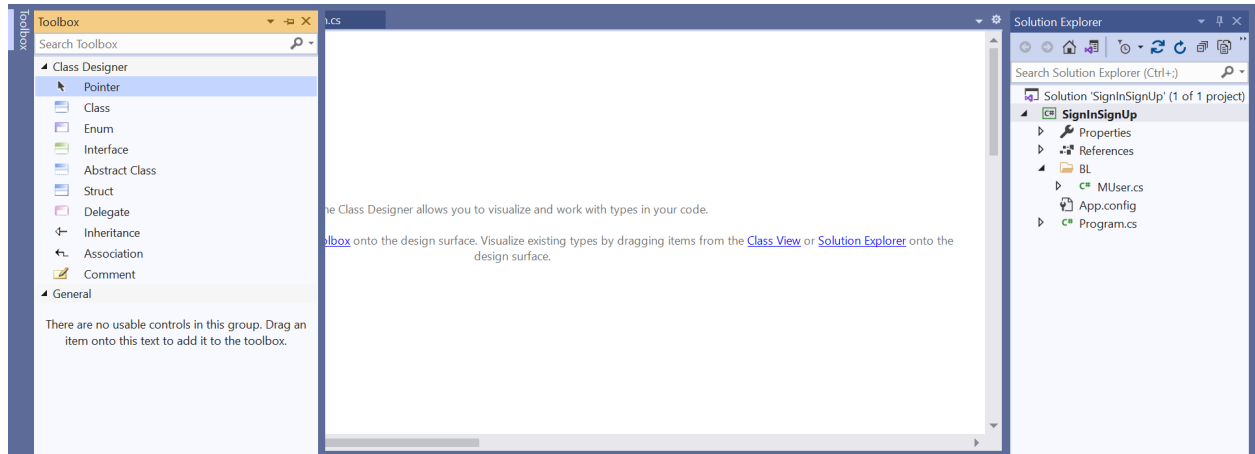 Toolbox
Toolbox
Search Toolbox
Class Designer
Pointer
Class
Enum
Interface
Abstract Class
Struct
Delegate
Inheritance
Association
Comment
General
There are no usable controls in this group. Drag an
item onto this text to add it to the toolbox.
.cs
Class Designer allows you to visualize and work with types in your code.
onto the design surface. Visualize existing types by dragging items from the Class View or Solution Explorer onto the
design surface.
Solution Explorer
Search Solution Explorer (Ctrl+;)
Solution 'SignInSignUp' (1 of 1 project)
C# SignInSignUp
Properties
References
BL
C# MUser.cs
App.config
C# Program.cs